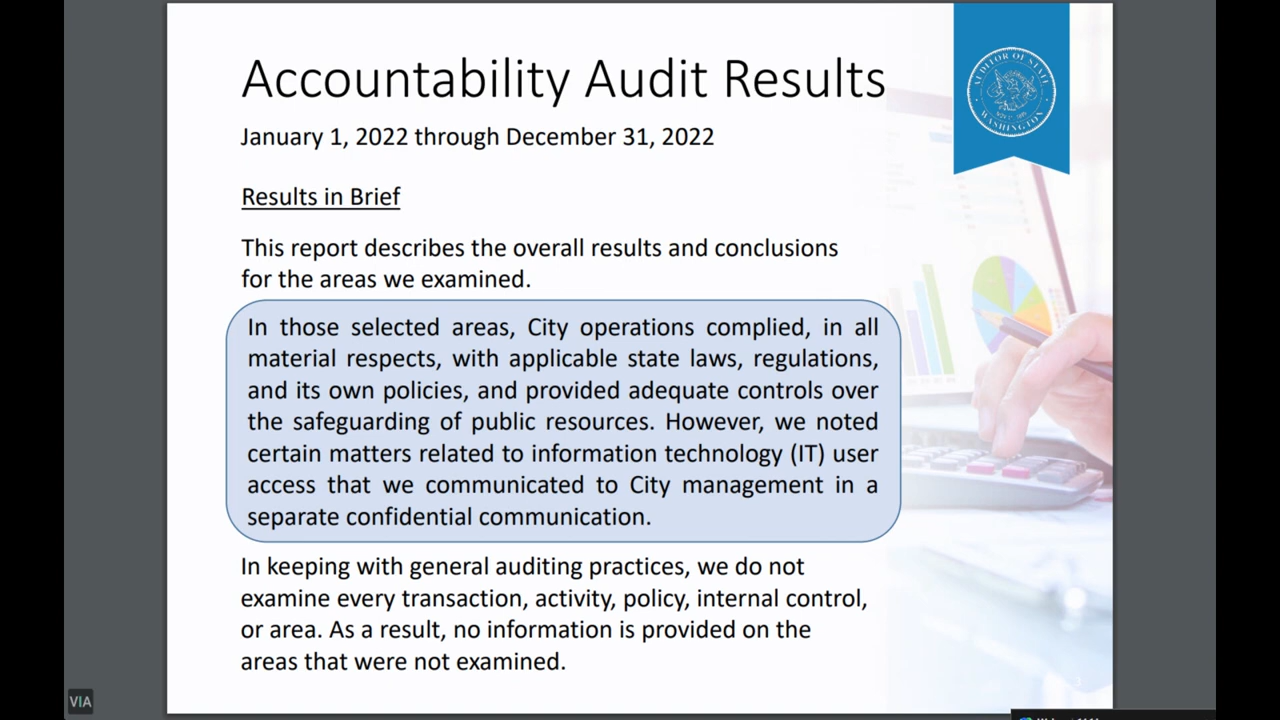 Accountability Audit Results
January 1, 2022 through December 31, 2022
Results in Brief
This report describes the overall results and conclusions
for the areas we examined.
In those selected areas, City operations complied, in all
material respects, with applicable state laws, regulations,
and its own policies, and provided adequate controls over
the safeguarding of public resources. However, we noted
certain matters related to information technology (IT) user
access that we communicated to City management in a
separate confidential communication.
In keeping with general auditing practices, we do not
examine every transaction, activity, policy, internal control,
or area. As a result, no information is provided on the
areas that were not examined.
AUDITOR OF STATE
WASHINGTON
VIA